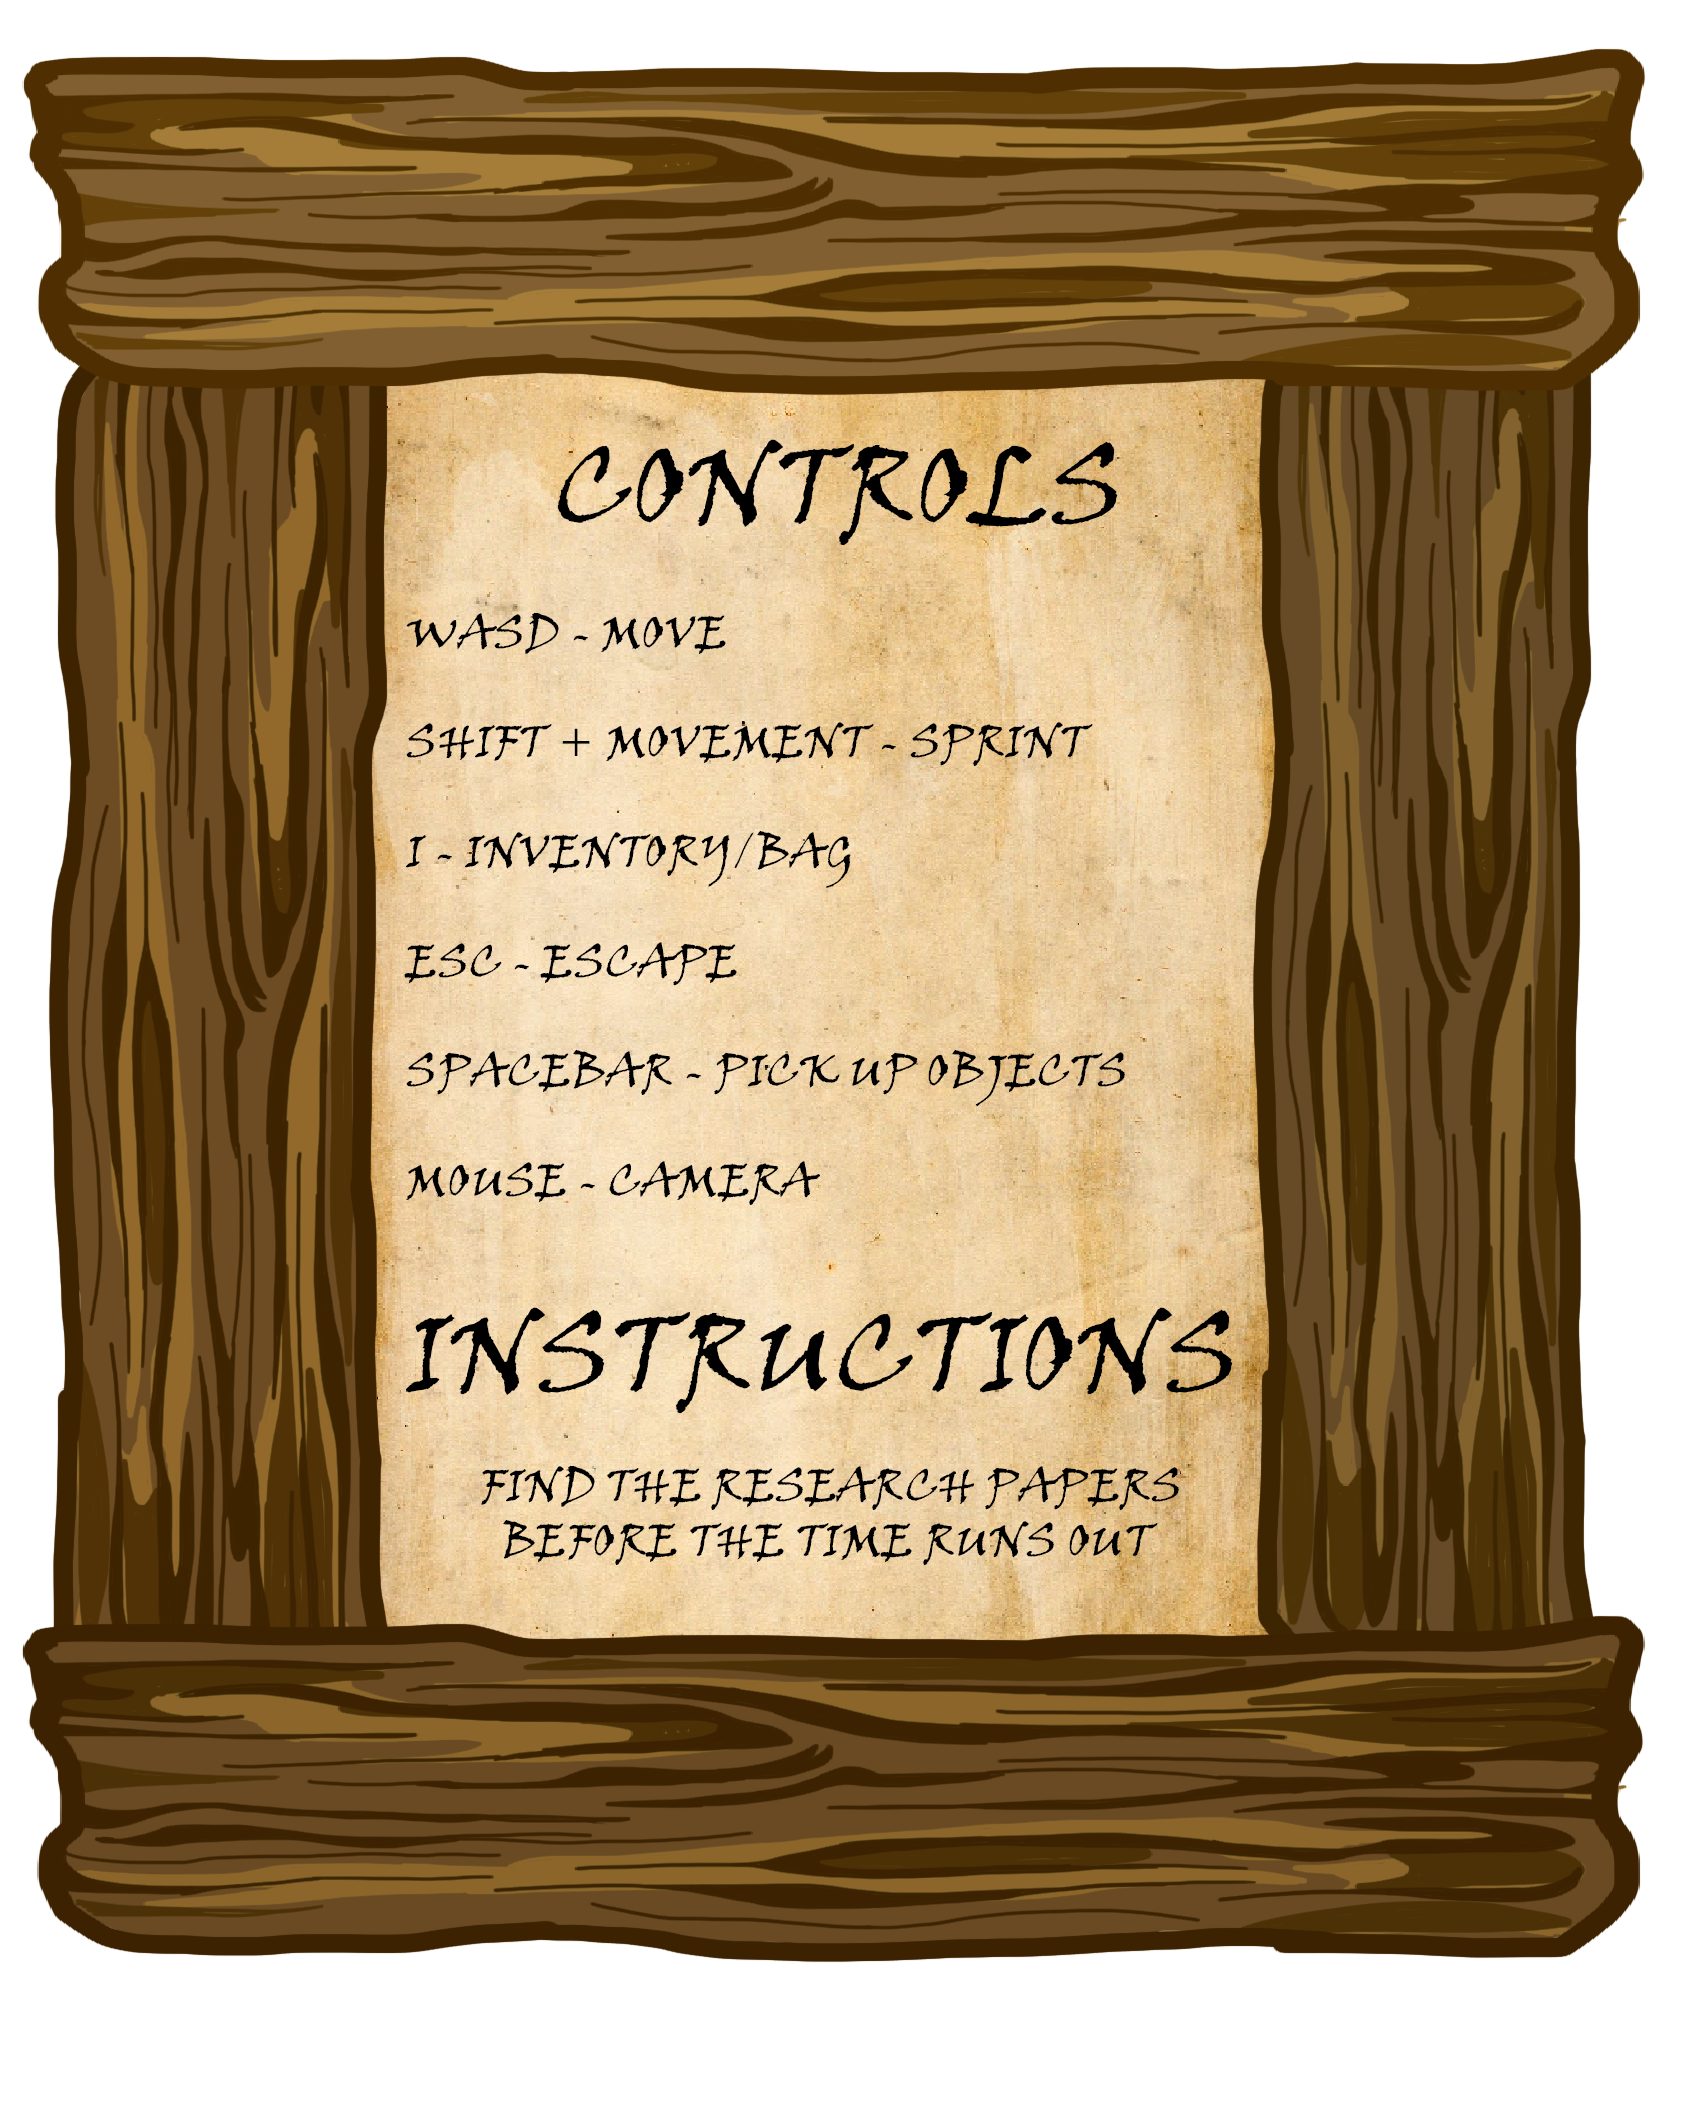 CONTROLS
WASD - MOVE
SHIFT + MOVEMENT - SPRINT
I - INVENTORY/BAG
ESC - ESCAPE
SPACEBAR - PICK UP OBJECTS
MOUSE - CAMERA
INSTRUCTIONS
FIND THE RESEARCH PAPERS
BEFORE THE TIME RUNS OUT